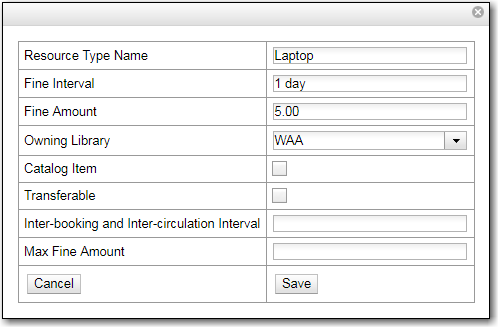 Resource Type Name Laptop
Fine Interval 1 day
Fine Amount 5.00
Owning Library WAA
Catalog Item
Transferable
Inter-booking and Inter-circulation Interval
Max Fine Amount
Cancel Save